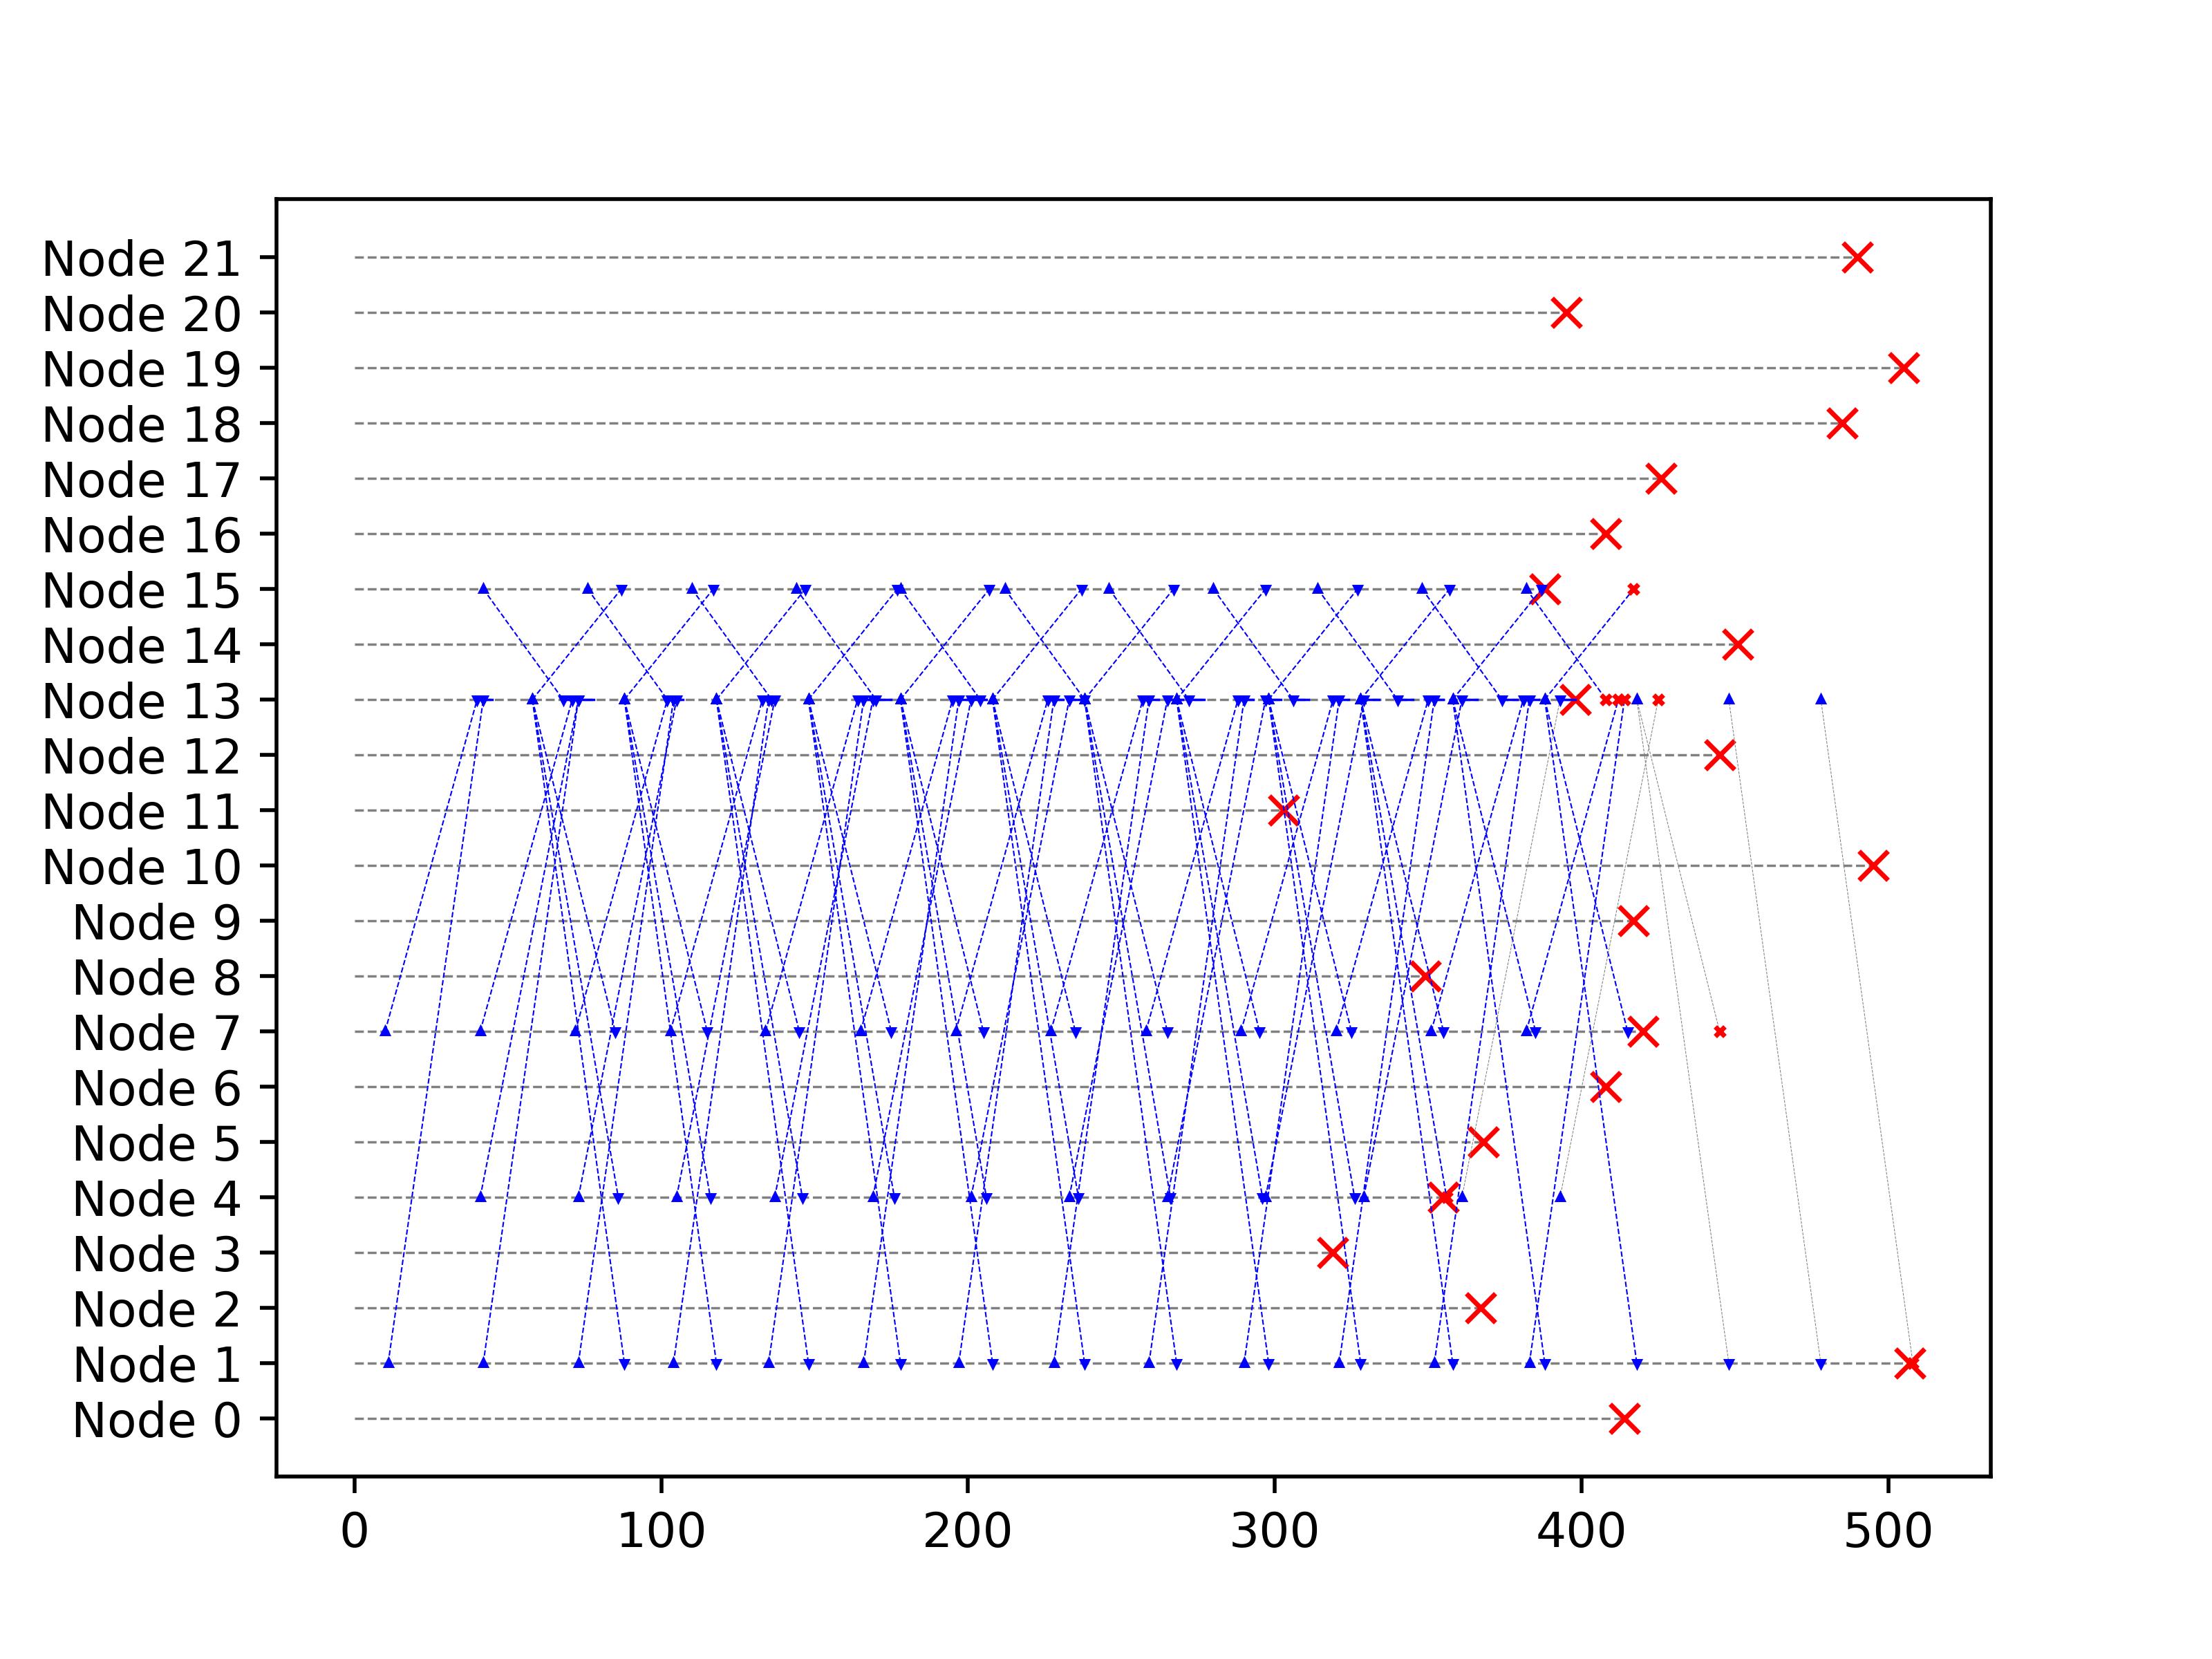 Node 21
Node 20
Node 19
Node 18
Node 17
Node 16
Node 15
Node 14
Node 13
Node 12
Node 11
Node 10
Node 9
Node 8
Node 7
Node 6
Node 5
Node 4
Node 3
Node 2
Node 1
Node 0
0 100 200 300 400 500